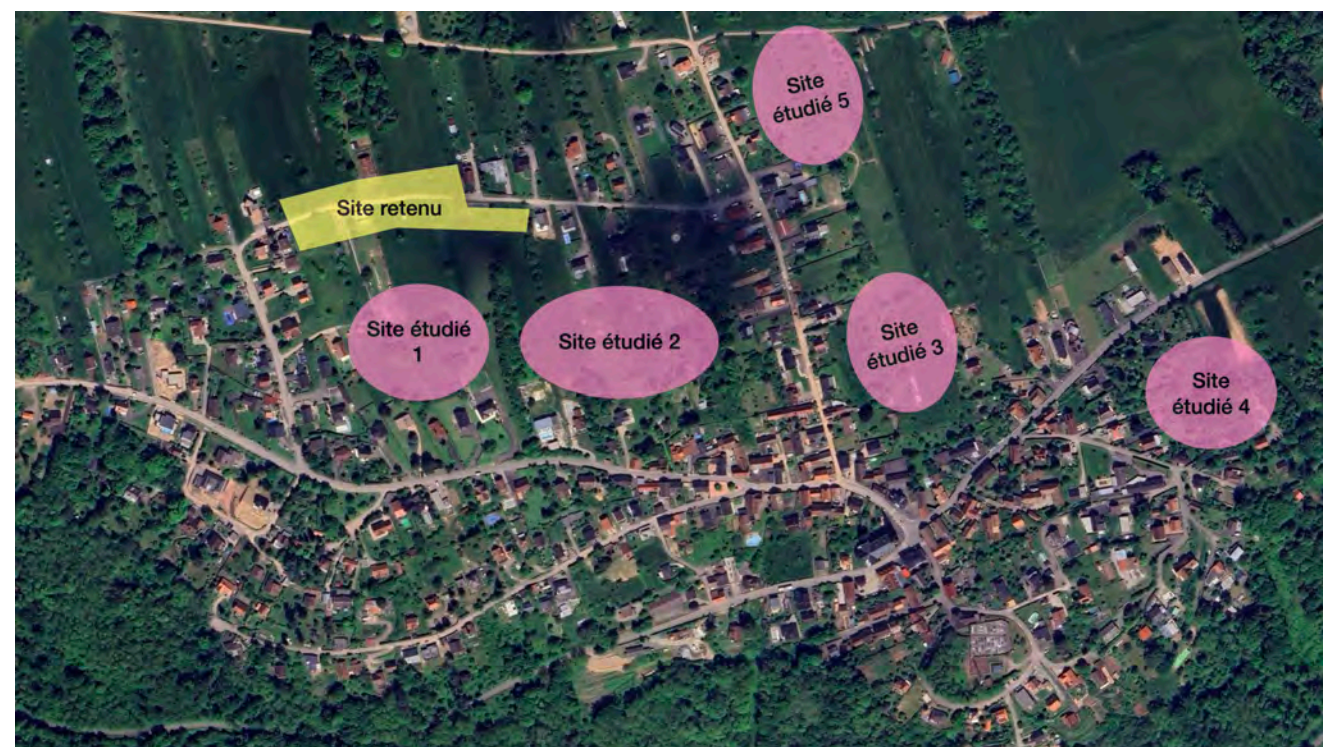 Site
étudié 5
Site retenu
Site étudié
1
Site étudié 2
Site
étudié 3
Site
étudié 4